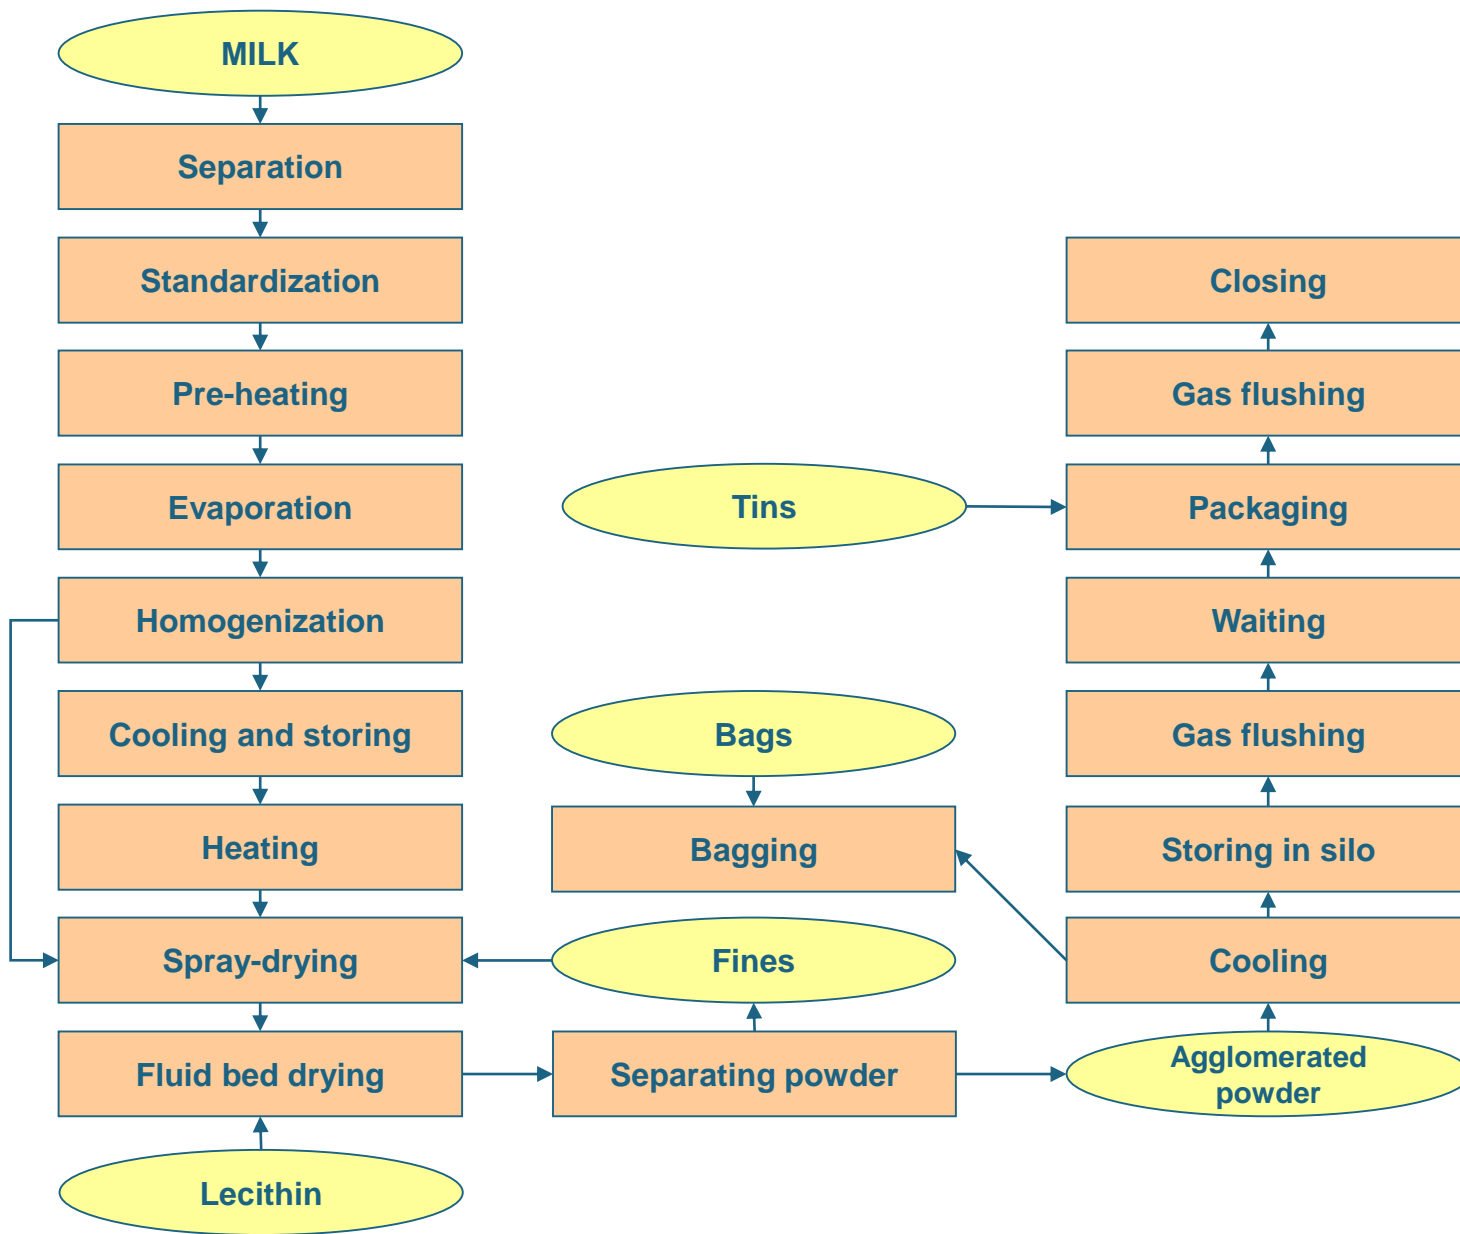 MILK
Separation
Standardization
Pre-heating
Evaporation
Homogenization
Cooling and storing
Heating
Spray-drying
Fluid bed drying
Lecithin
Tins
Bags
Bagging
Fines
Separating powder
Closing
Gas flushing
Packaging
Waiting
Gas flushing
Storing in silo
Cooling
Agglomerated
powder